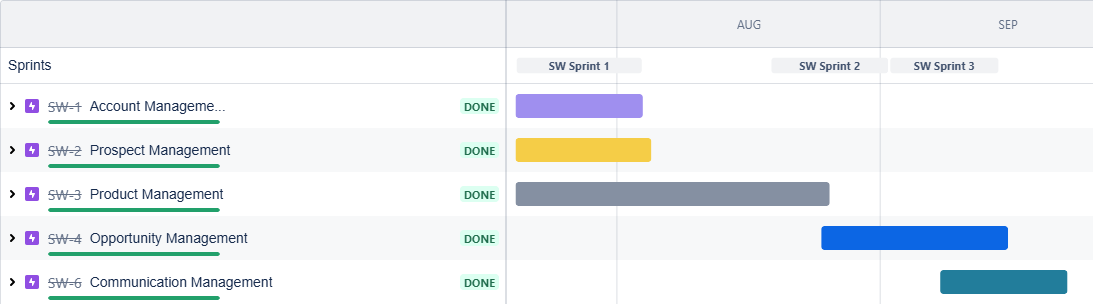 AUG SEP
Sprints SW Sprint 1 SW Sprint 2 SW Sprint 3
SW-1 Account Manageme... DONE
SW-2 Prospect Management DONE
SW-3 Product Management DONE
SW-4 Opportunity Management DONE
SW-6 Communication Management DONE